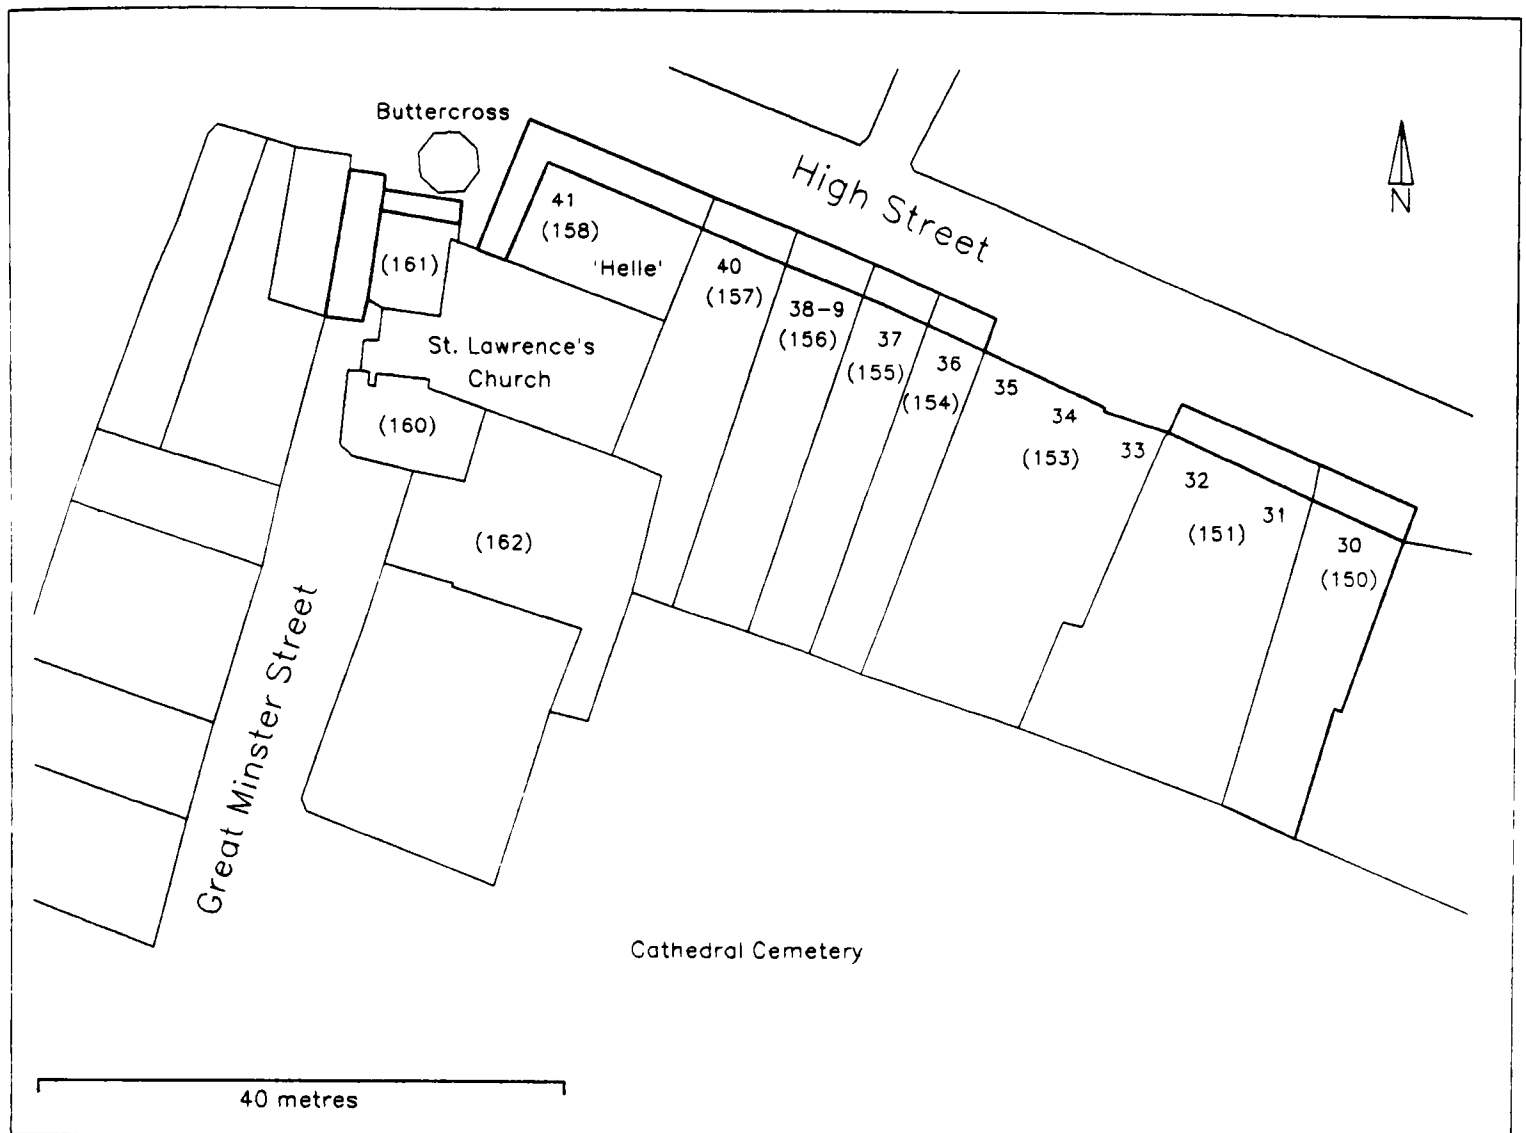 Buttercross
High Street
N
41
(158)
'Helle'
(161)
40
(157)
38-9
(156)
37
(155)
36
(154)
35
34
(153)
33
32
31
(151)
30
(150)
St. Lawrence's
Church
(160)
(162)
Great Minster Street
Cathedral Cemetery
40 metres